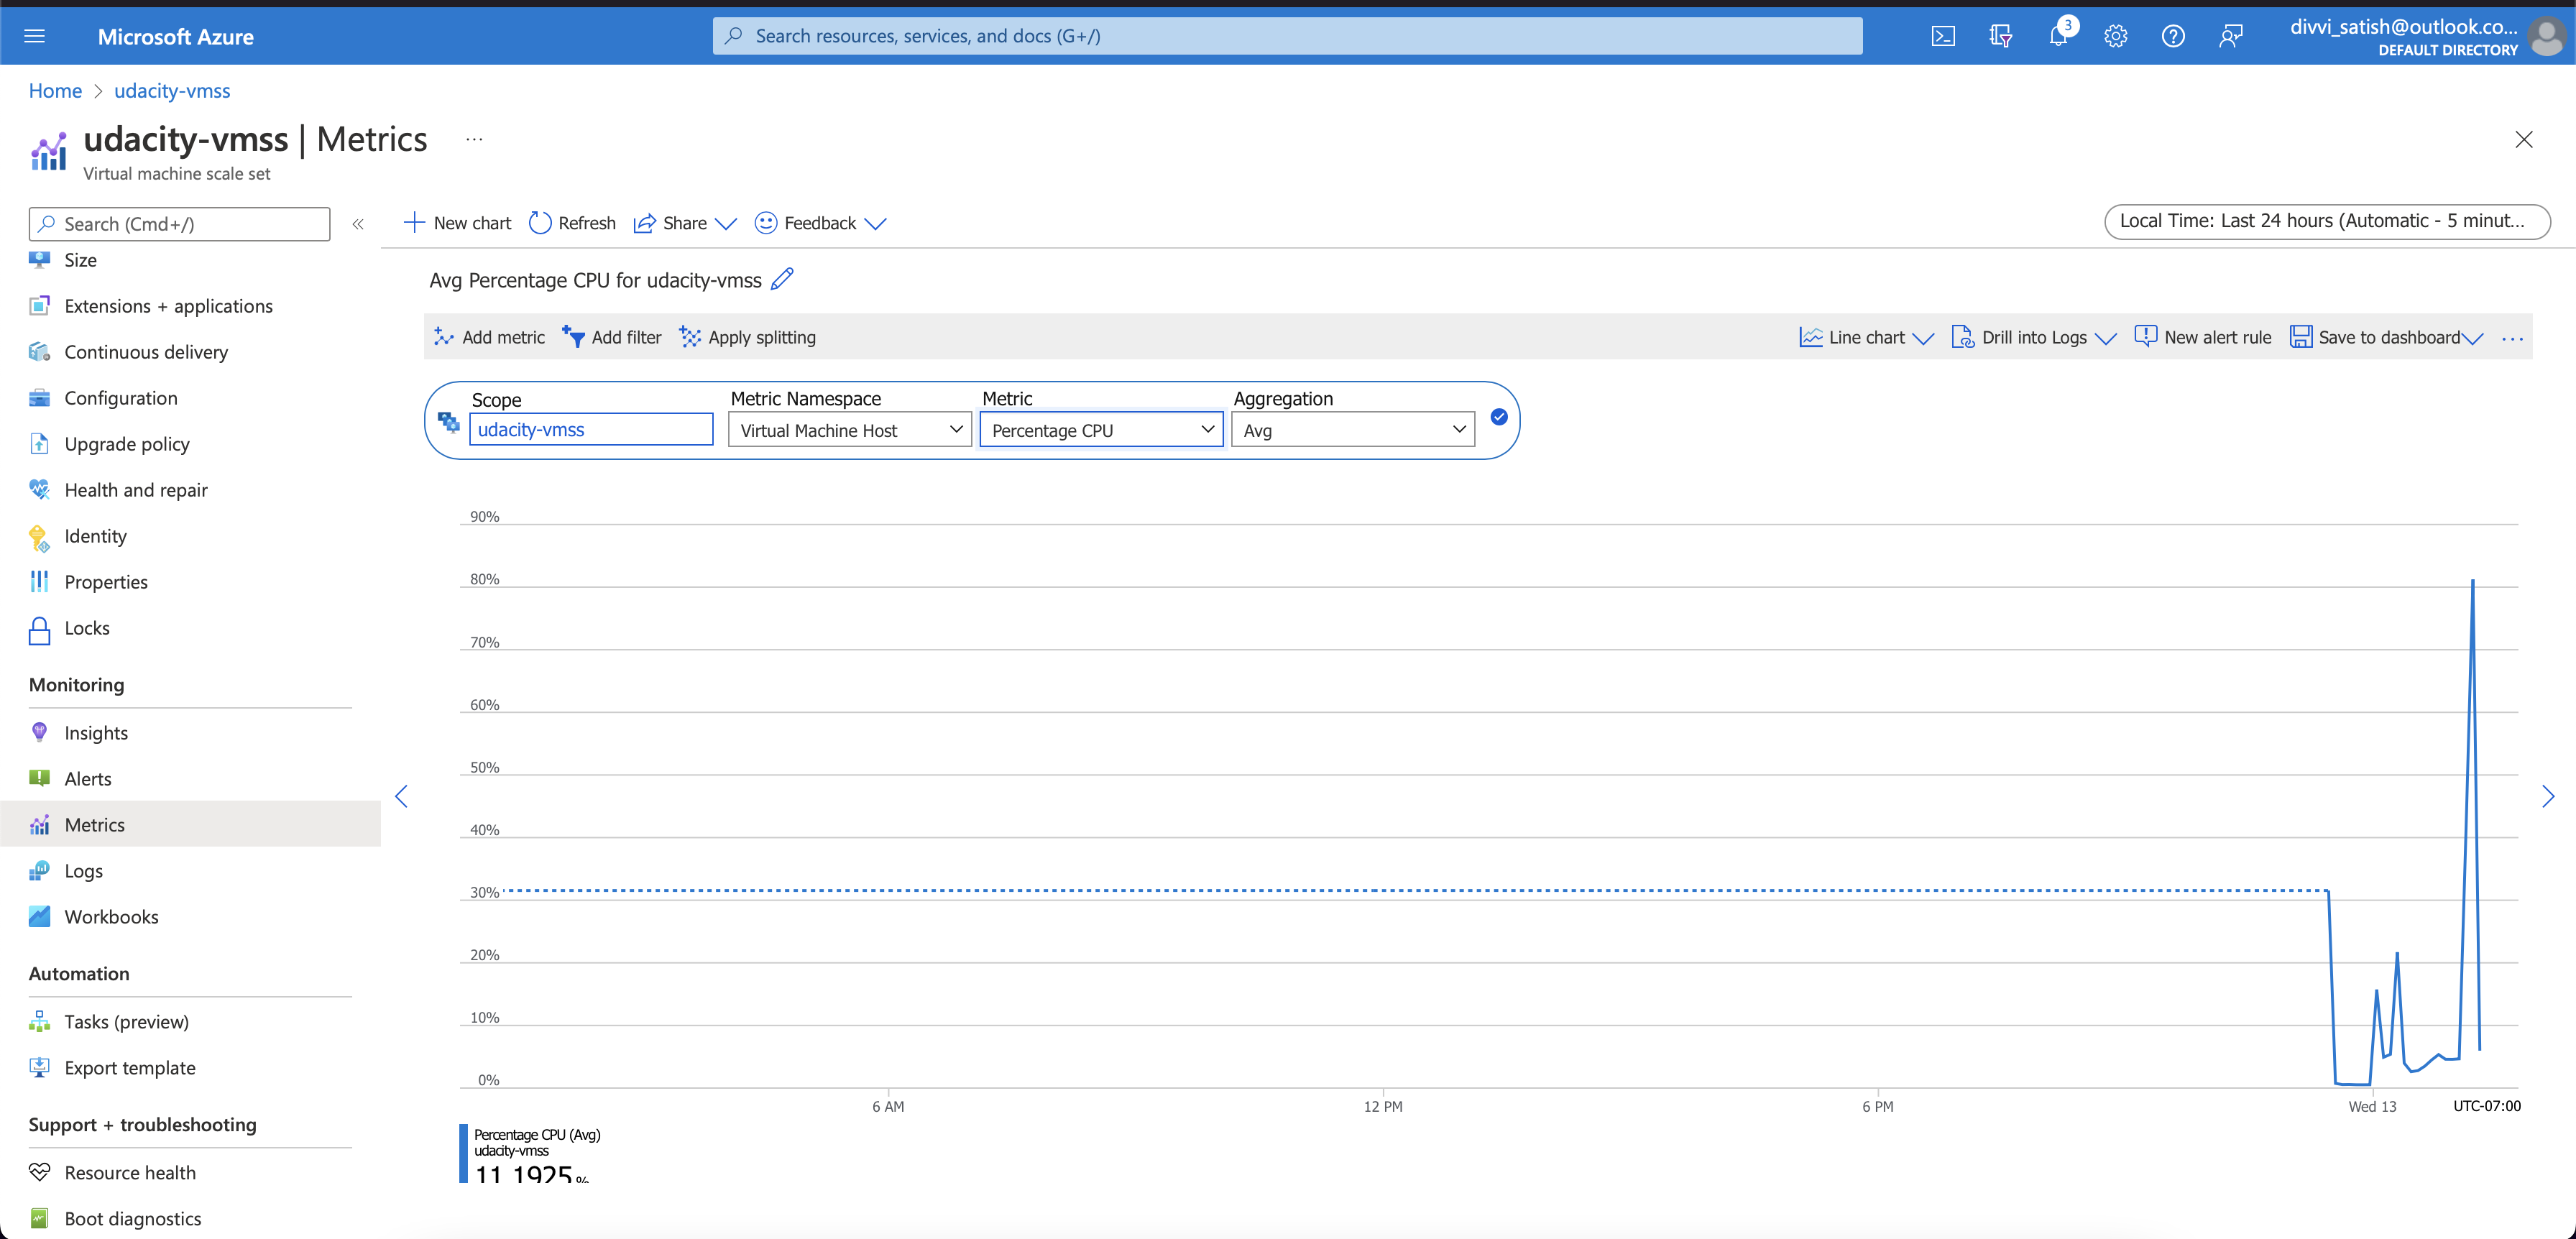 Microsoft Azure
Search resources, services, and docs (G+/)
3
divvi_satish@outlook.co...
DEFAULT DIRECTORY
Home > udacity-vmss
udacity-vmss | Metrics ...
Virtual machine scale set
Search (Cmd+/)
«
New chart
Refresh
Share
Feedback
Local Time: Last 24 hours (Automatic - 5 minut...
Size
Extensions + applications
Continuous delivery
Configuration
Upgrade policy
Health and repair
Identity
Properties
Locks
Monitoring
Insights
Alerts
Metrics
Logs
Workbooks
Automation
Tasks (preview)
Export template
Support + troubleshooting
Resource health
Boot diagnostics
Avg Percentage CPU for udacity-vmss
Add metric
Add filter
Apply splitting
Line chart
Drill into Logs
New alert rule
Save to dashboard
...
Scope
udacity-vmss
Metric Namespace
Virtual Machine Host
Metric
Percentage CPU
Aggregation
Avg
90%
80%
70%
60%
50%
40%
30%
20%
10%
0%
6 AM
12 PM
6 PM
Wed 13
UTC-07:00
Percentage CPU (Avg)
udacity-vmss
11.1925 %